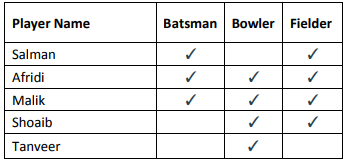 Player Name Batsman Bowler Fielder
Salman ✓ ✓
Afridi ✓ ✓ ✓
Malik ✓ ✓ ✓
Shoaib ✓ ✓
Tanveer ✓